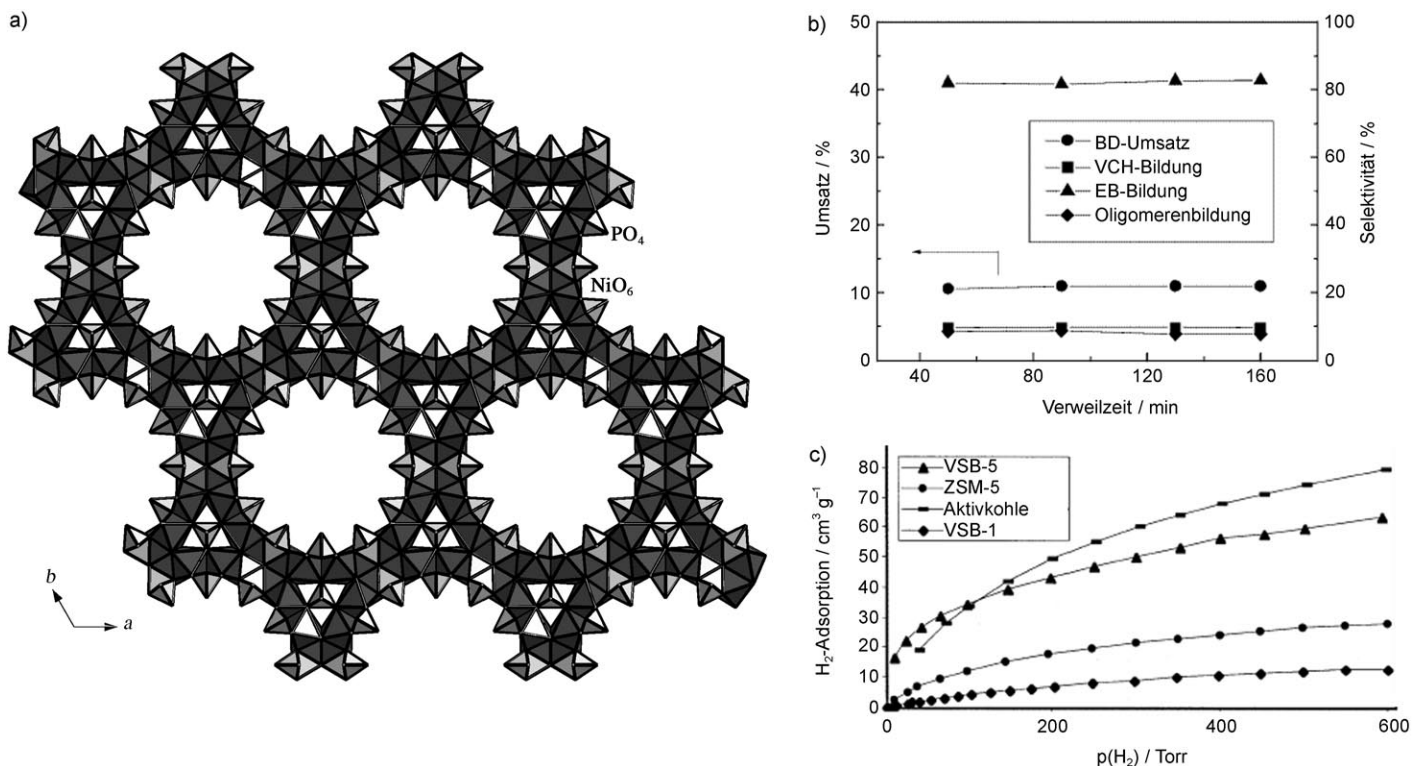 a)
PO₄
NiO₆
b
a
b)
50
40
30
20
10
0
Umsatz / %
100
80
60
40
20
0
Selektivität / %
BD-Umsatz
VCH-Bildung
EB-Bildung
Oligomerenbildung
40 80 120 160
Verweilzeit / min
c)
80
70
60
50
40
30
20
10
0
H₂-Adsorption / cm³ g⁻¹
VSB-5
ZSM-5
Aktivkohle
VSB-1
0 200 400 600
p(H₂) / Torr